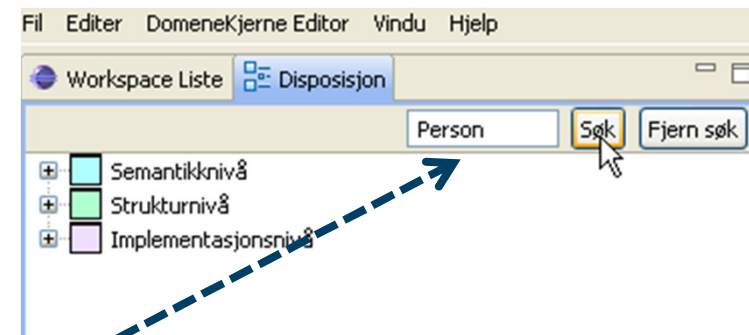 Fil Editer DomeneKjerne Editor Vindu Hjelp
Workspace Liste Disposisjon
Person Søk Fjern søk
Semantikknivå
Strukturnivå
Implementasjonsnivå